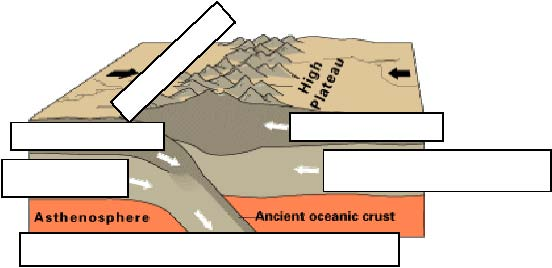 High
Plateau
Asthenosphere
Ancient oceanic crust